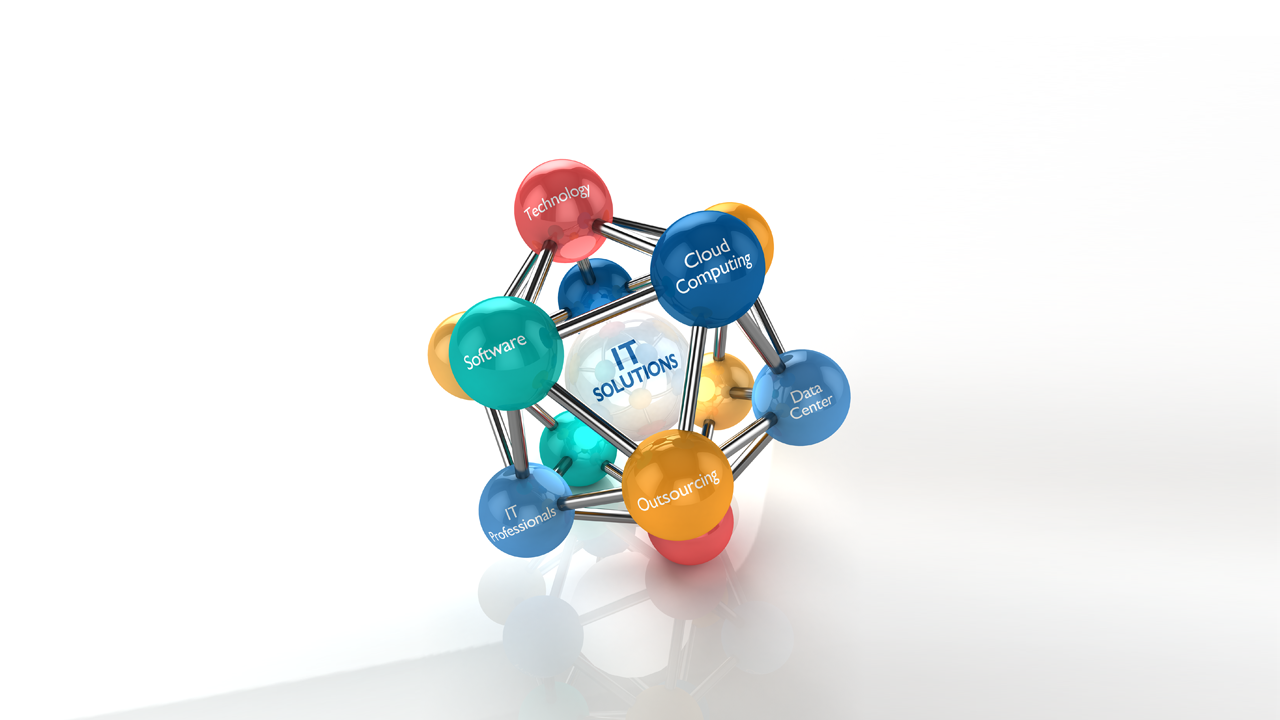 Technology
Cloud
Computing
Software
IT
SOLUTIONS
Data
Center
Outsourcing
IT
Professionals